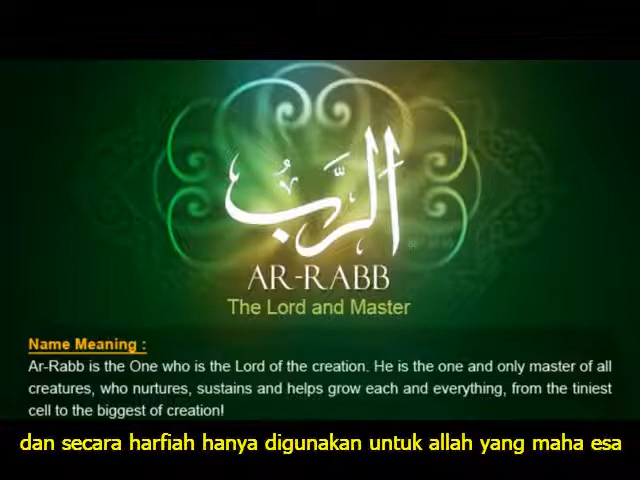 الرَّبُ
AR-RABB
The Lord and Master
Name Meaning :
Ar-Rabb is the One who is the Lord of the creation. He is the one and only master of all
creatures, who nurtures, sustains and helps grow each and everything, from the tiniest
cell to the biggest of creation!
dan secara harfiah hanya digunakan untuk allah yang maha esa